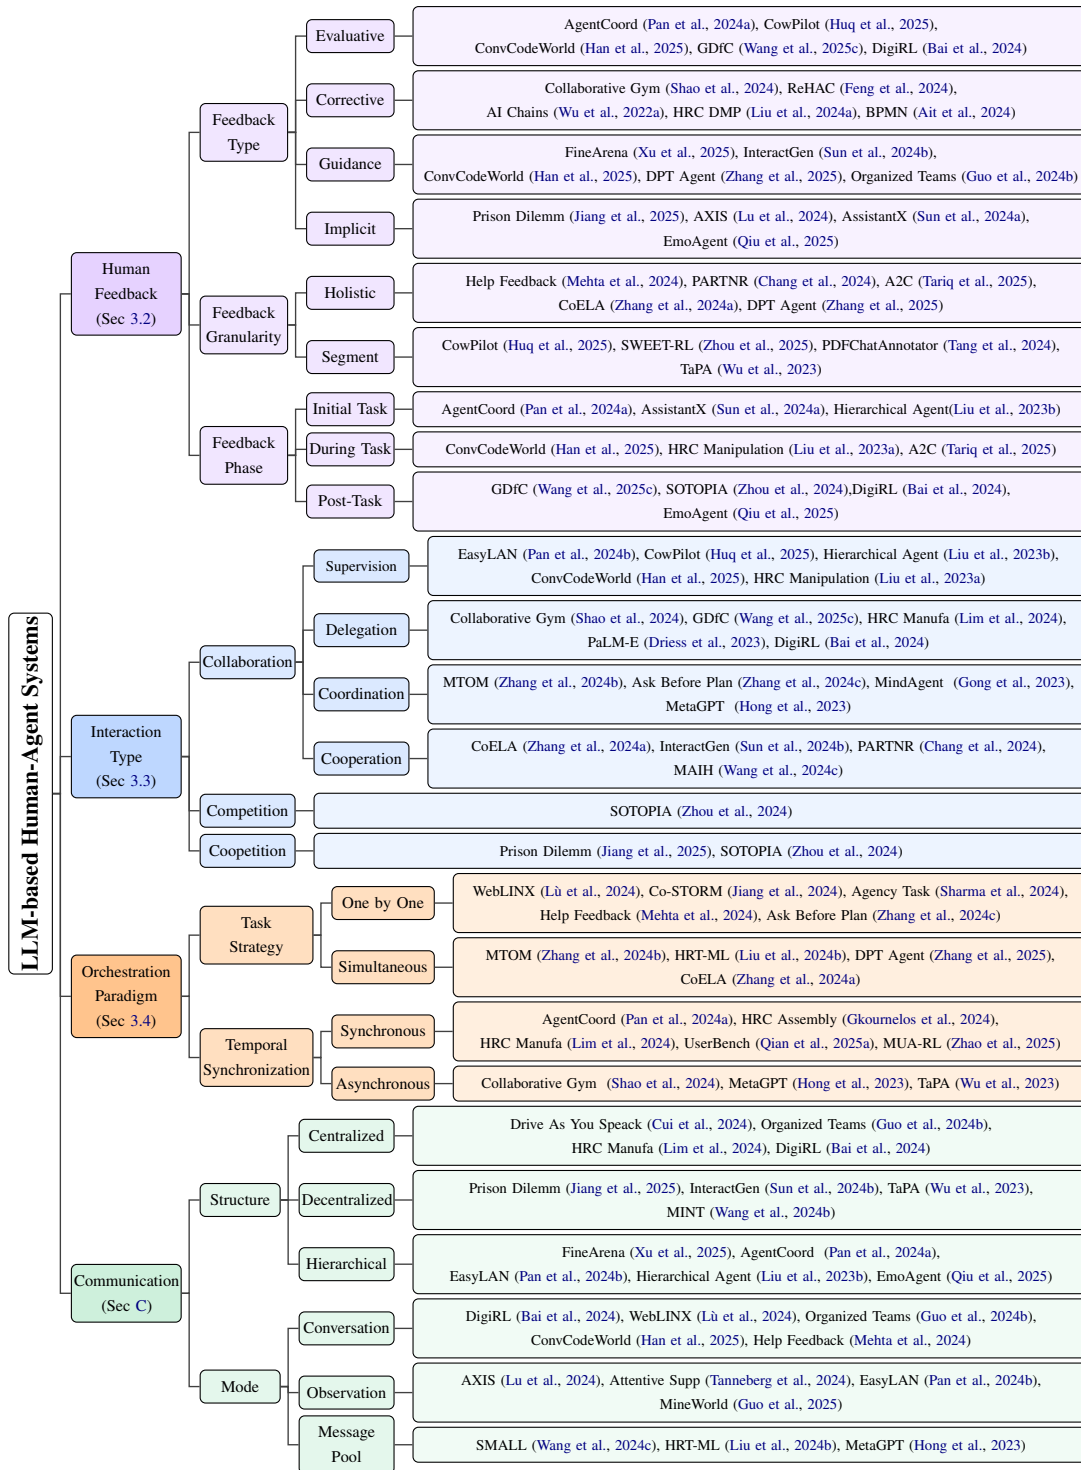 LLM-based Human-Agent Systems
Human
Feedback
(Sec 3.2)
Feedback
Type
Evaluative
AgentCoord (Pan et al., 2024a), CowPilot (Huq et al., 2025),
ConvCodeWorld (Han et al., 2025), GDfC (Wang et al., 2025c), DigiRL (Bai et al., 2024)
Corrective
Collaborative Gym (Shao et al., 2024), ReHAC (Feng et al., 2024),
AI Chains (Wu et al., 2022a), HRC DMP (Liu et al., 2024a), BPMN (Ait et al., 2024)
Guidance
FineArena (Xu et al., 2025), InteractGen (Sun et al., 2024b),
ConvCodeWorld (Han et al., 2025), DPT Agent (Zhang et al., 2025), Organized Teams (Guo et al., 2024b)
Implicit
Prison Dilemm (Jiang et al., 2025), AXIS (Lu et al., 2024), AssistantX (Sun et al., 2024a),
EmoAgent (Qiu et al., 2025)
Feedback
Granularity
Holistic
Help Feedback (Mehta et al., 2024), PARTNR (Chang et al., 2024), A2C (Tariq et al., 2025),
CoELA (Zhang et al., 2024a), DPT Agent (Zhang et al., 2025)
Segment
CowPilot (Huq et al., 2025), SWEET-RL (Zhou et al., 2025), PDFChatAnnotator (Tang et al., 2024),
TaPA (Wu et al., 2023)
Feedback
Phase
Initial Task
AgentCoord (Pan et al., 2024a), AssistantX (Sun et al., 2024a), Hierarchical Agent(Liu et al., 2023b)
During Task
ConvCodeWorld (Han et al., 2025), HRC Manipulation (Liu et al., 2023a), A2C (Tariq et al., 2025)
Post-Task
GDfC (Wang et al., 2025c), SOTOPIA (Zhou et al., 2024),DigiRL (Bai et al., 2024),
EmoAgent (Qiu et al., 2025)
Interaction
Type
(Sec 3.3)
Collaboration
Supervision
EasyLAN (Pan et al., 2024b), CowPilot (Huq et al., 2025), Hierarchical Agent (Liu et al., 2023b),
ConvCodeWorld (Han et al., 2025), HRC Manipulation (Liu et al., 2023a)
Delegation
Collaborative Gym (Shao et al., 2024), GDfC (Wang et al., 2025c), HRC Manufa (Lim et al., 2024),
PaLM-E (Driess et al., 2023), DigiRL (Bai et al., 2024)
Coordination
MTOM (Zhang et al., 2024b), Ask Before Plan (Zhang et al., 2024c), MindAgent (Gong et al., 2023),
MetaGPT (Hong et al., 2023)
Cooperation
CoELA (Zhang et al., 2024a), InteractGen (Sun et al., 2024b), PARTNR (Chang et al., 2024),
MAIH (Wang et al., 2024c)
Competition
SOTOPIA (Zhou et al., 2024)
Coopetition
Prison Dilemm (Jiang et al., 2025), SOTOPIA (Zhou et al., 2024)
Orchestration
Paradigm
(Sec 3.4)
Task
Strategy
One by One
WebLINX (Lù et al., 2024), Co-STORM (Jiang et al., 2024), Agency Task (Sharma et al., 2024),
Help Feedback (Mehta et al., 2024), Ask Before Plan (Zhang et al., 2024c)
Simultaneous
MTOM (Zhang et al., 2024b), HRT-ML (Liu et al., 2024b), DPT Agent (Zhang et al., 2025),
CoELA (Zhang et al., 2024a)
Temporal
Synchronization
Synchronous
AgentCoord (Pan et al., 2024a), HRC Assembly (Gkournelos et al., 2024),
HRC Manufa (Lim et al., 2024), UserBench (Qian et al., 2025a), MUA-RL (Zhao et al., 2025)
Asynchronous
Collaborative Gym (Shao et al., 2024), MetaGPT (Hong et al., 2023), TaPA (Wu et al., 2023)
Communication
(Sec C)
Structure
Centralized
Drive As You Speack (Cui et al., 2024), Organized Teams (Guo et al., 2024b),
HRC Manufa (Lim et al., 2024), DigiRL (Bai et al., 2024)
Decentralized
Prison Dilemm (Jiang et al., 2025), InteractGen (Sun et al., 2024b), TaPA (Wu et al., 2023),
MINT (Wang et al., 2024b)
Hierarchical
FineArena (Xu et al., 2025), AgentCoord (Pan et al., 2024a),
EasyLAN (Pan et al., 2024b), Hierarchical Agent (Liu et al., 2023b), EmoAgent (Qiu et al., 2025)
Mode
Conversation
DigiRL (Bai et al., 2024), WebLINX (Lù et al., 2024), Organized Teams (Guo et al., 2024b),
ConvCodeWorld (Han et al., 2025), Help Feedback (Mehta et al., 2024)
Observation
AXIS (Lu et al., 2024), Attentive Supp (Tanneberg et al., 2024), EasyLAN (Pan et al., 2024b),
MineWorld (Guo et al., 2025)
Message
Pool
SMALL (Wang et al., 2024c), HRT-ML (Liu et al., 2024b), MetaGPT (Hong et al., 2023)